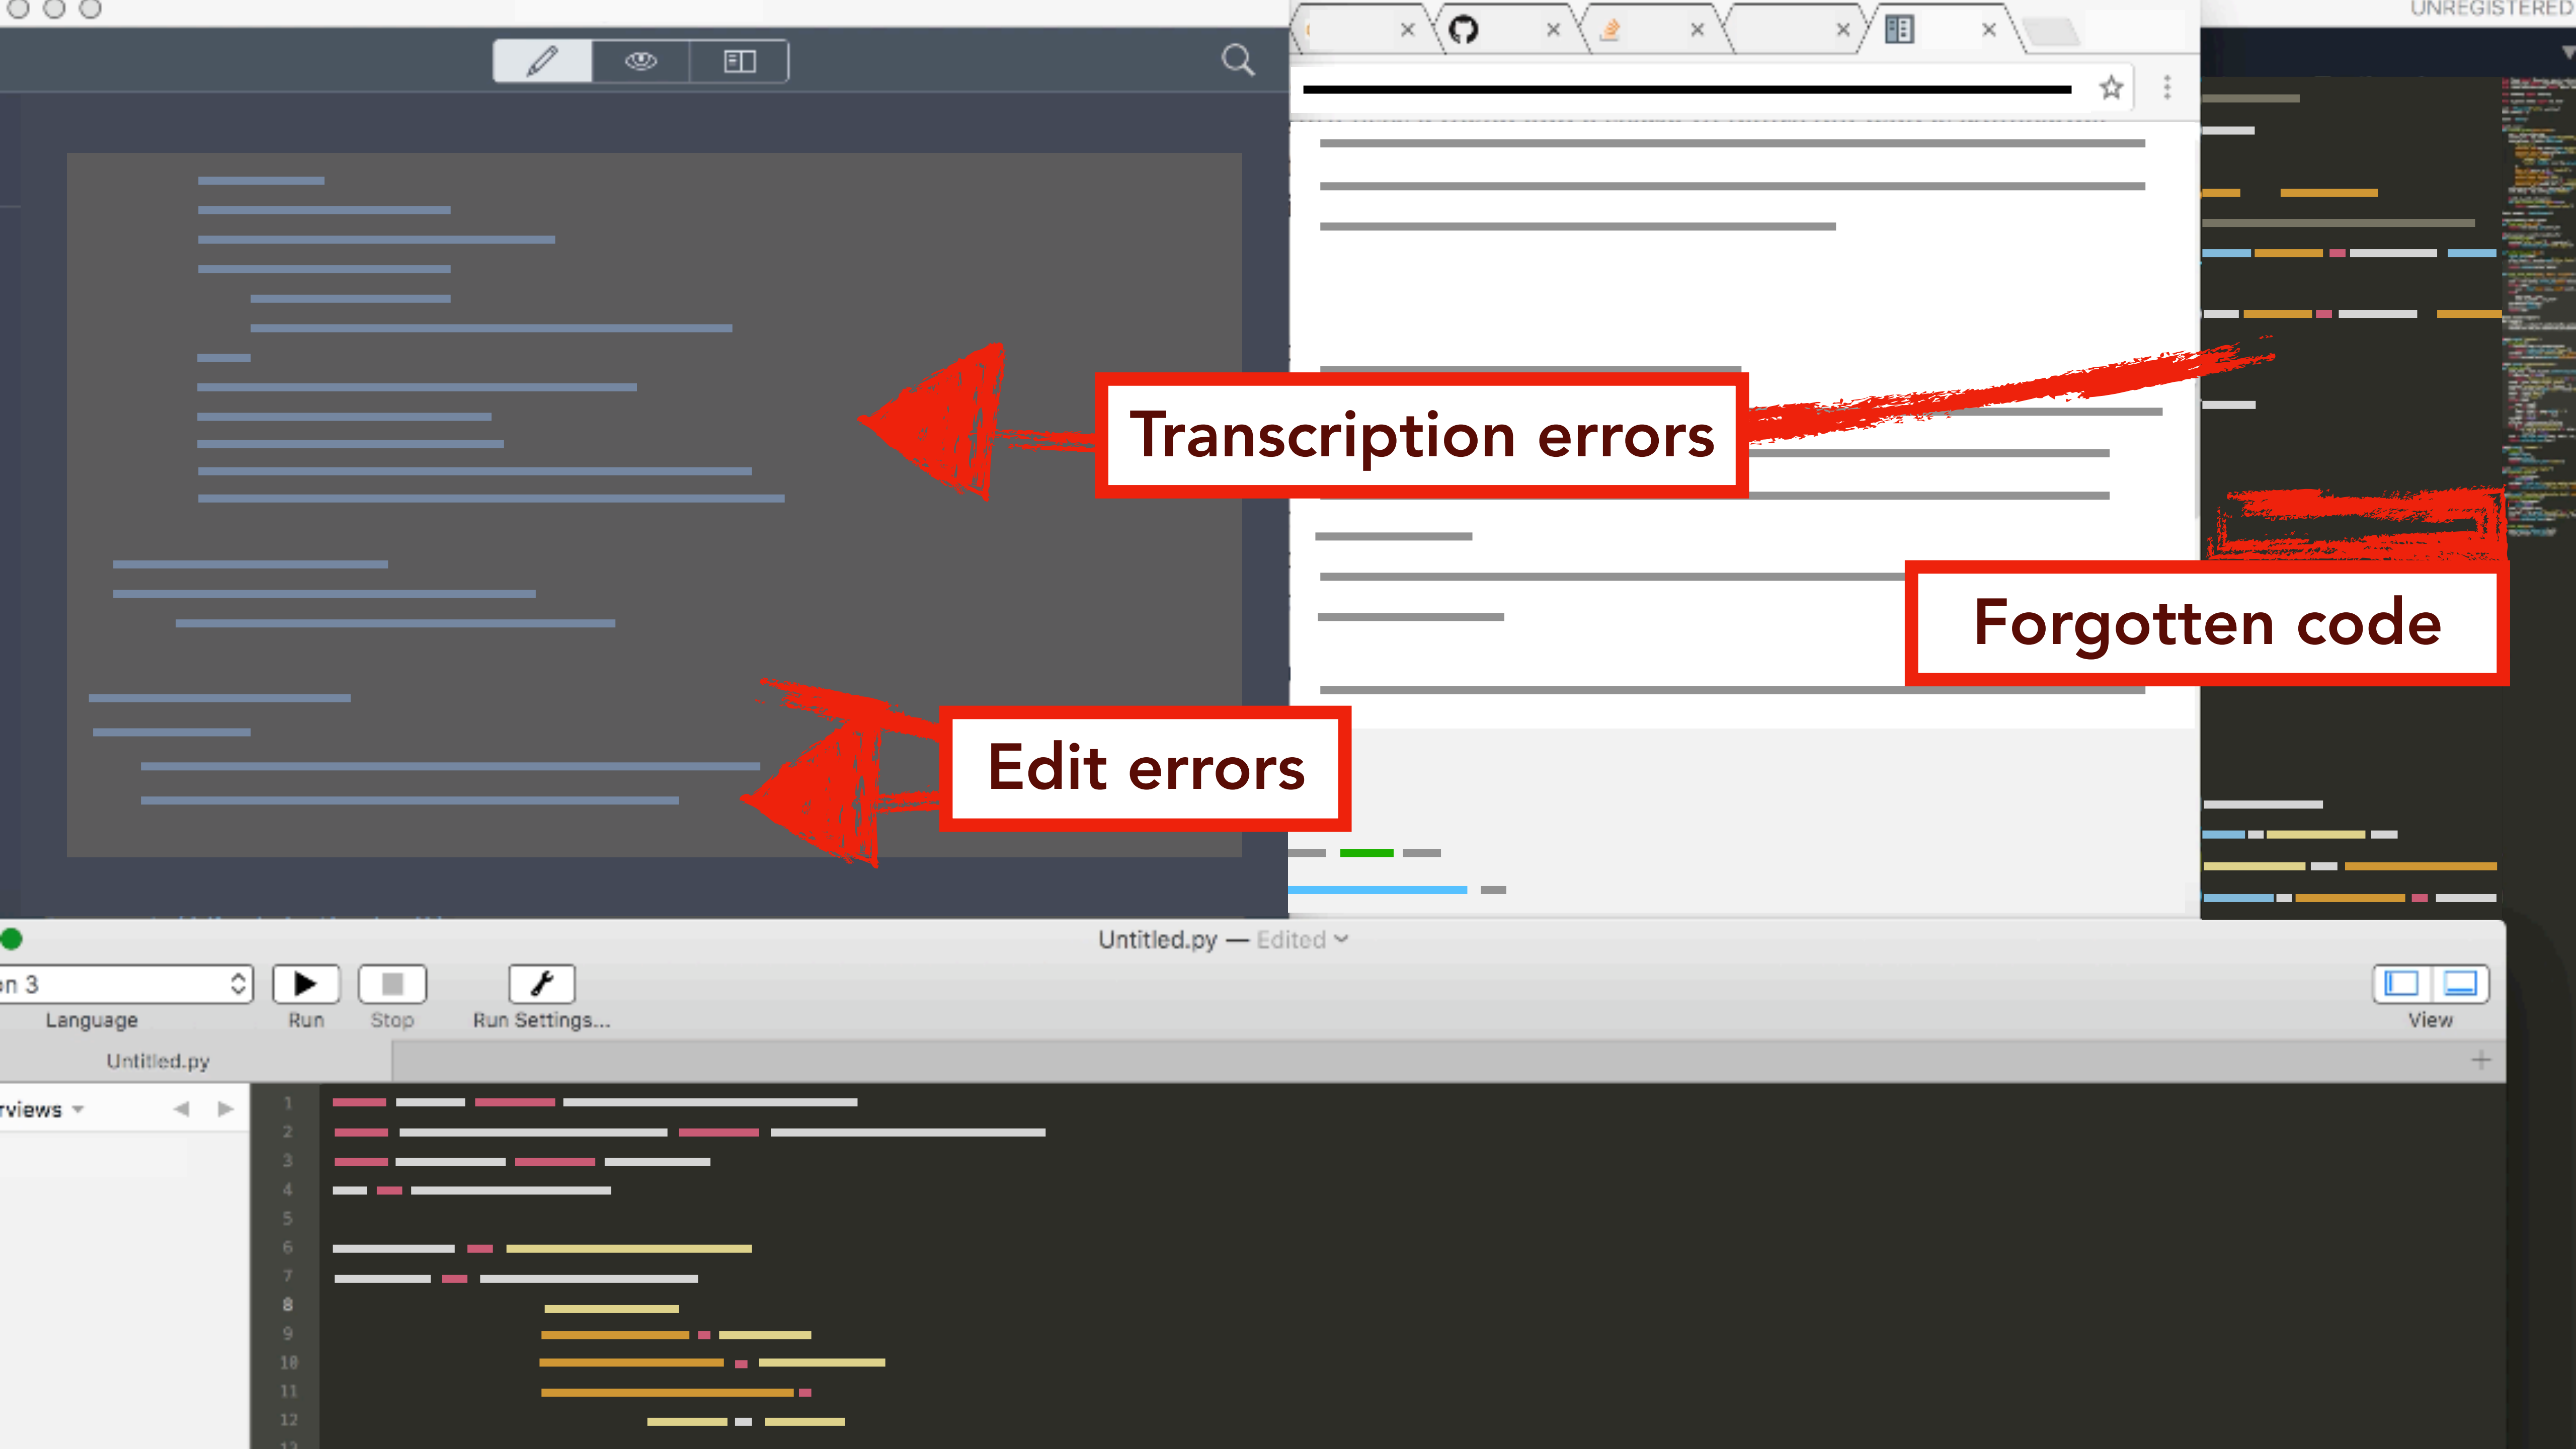 UNREGISTERED
Transcription errors
Forgotten code
Edit errors
Untitled.py — Edited
on 3
Language
Run
Stop
Run Settings...
View
Untitled.py
rviews
1
2
3
4
5
6
7
8
9
10
11
12